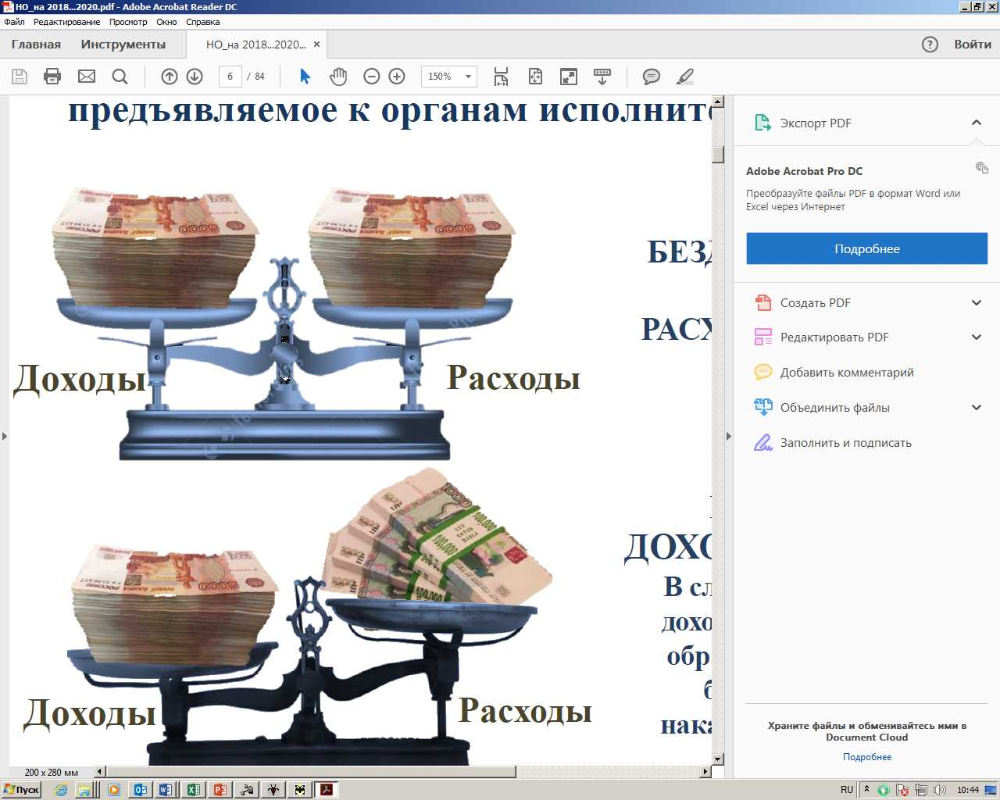 НО_на 2018...2020.pdf - Adobe Acrobat Reader DC
Файл Редактирование Просмотр Окно Справка
Главная Инструменты НО_на 2018...2020... × Войти
6 / 84 150%
предъявляемое к органам исполните
БЕЗД
РАСХ
Доходы Расходы
ДОХО
В сл
дохо
обр
б
нака
Доходы Расходы
200 x 280 мм
Экспорт PDF
Adobe Acrobat Pro DC
Преобразуйте файлы PDF в формат Word или
Excel через Интернет
Подробнее
Создать PDF
Редактировать PDF
Добавить комментарий
Объединить файлы
Заполнить и подписать
Храните файлы и обменивайтесь ими в
Document Cloud
Подробнее
Пуск RU 10:44